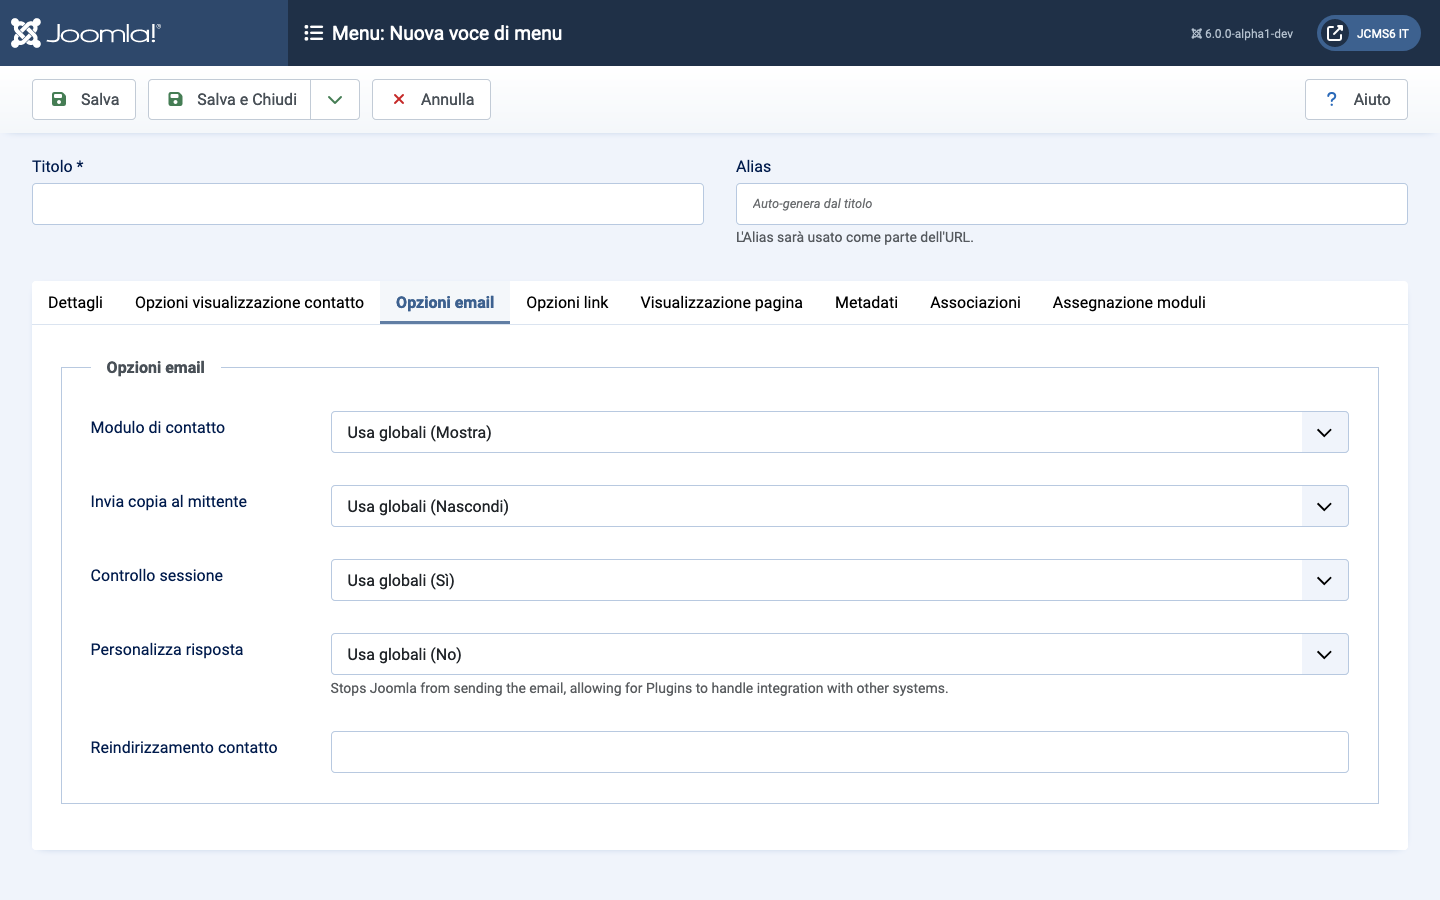 Joomla!® Menu: Nuova voce di menu 6.0.0-alpha1-dev JCMS6 IT
Salva Salva e Chiudi Annulla ? Aiuto
Titolo * Alias
Auto-genera dal titolo
L'Alias sarà usato come parte dell'URL.
Dettagli Opzioni visualizzazione contatto Opzioni email Opzioni link Visualizzazione pagina Metadati Associazioni Assegnazione moduli
Opzioni email
Modulo di contatto Usa globali (Mostra)
Invia copia al mittente Usa globali (Nascondi)
Controllo sessione Usa globali (Sì)
Personalizza risposta Usa globali (No)
Stops Joomla from sending the email, allowing for Plugins to handle integration with other systems.
Reindirizzamento contatto